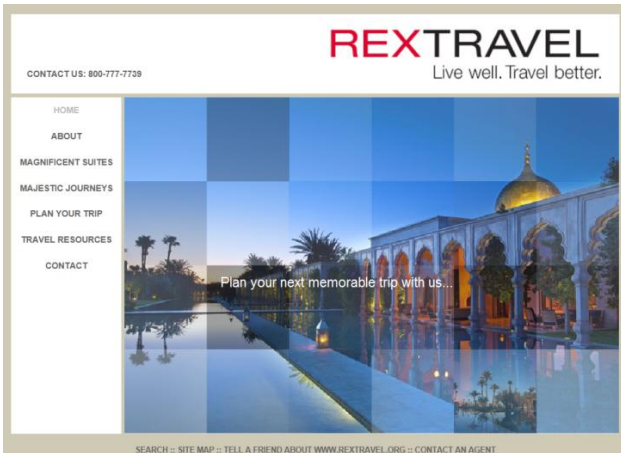 REXTRAVEL
Live well. Travel better.
CONTACT US: 800-777-7739
HOME
ABOUT
MAGNIFICENT SUITES
MAJESTIC JOURNEYS
PLAN YOUR TRIP
TRAVEL RESOURCES
CONTACT
Plan your next memorable trip with us...
SEARCH :: SITE MAP :: TELL A FRIEND ABOUT WWW.REXTRAVEL.ORG :: CONTACT AN AGENT